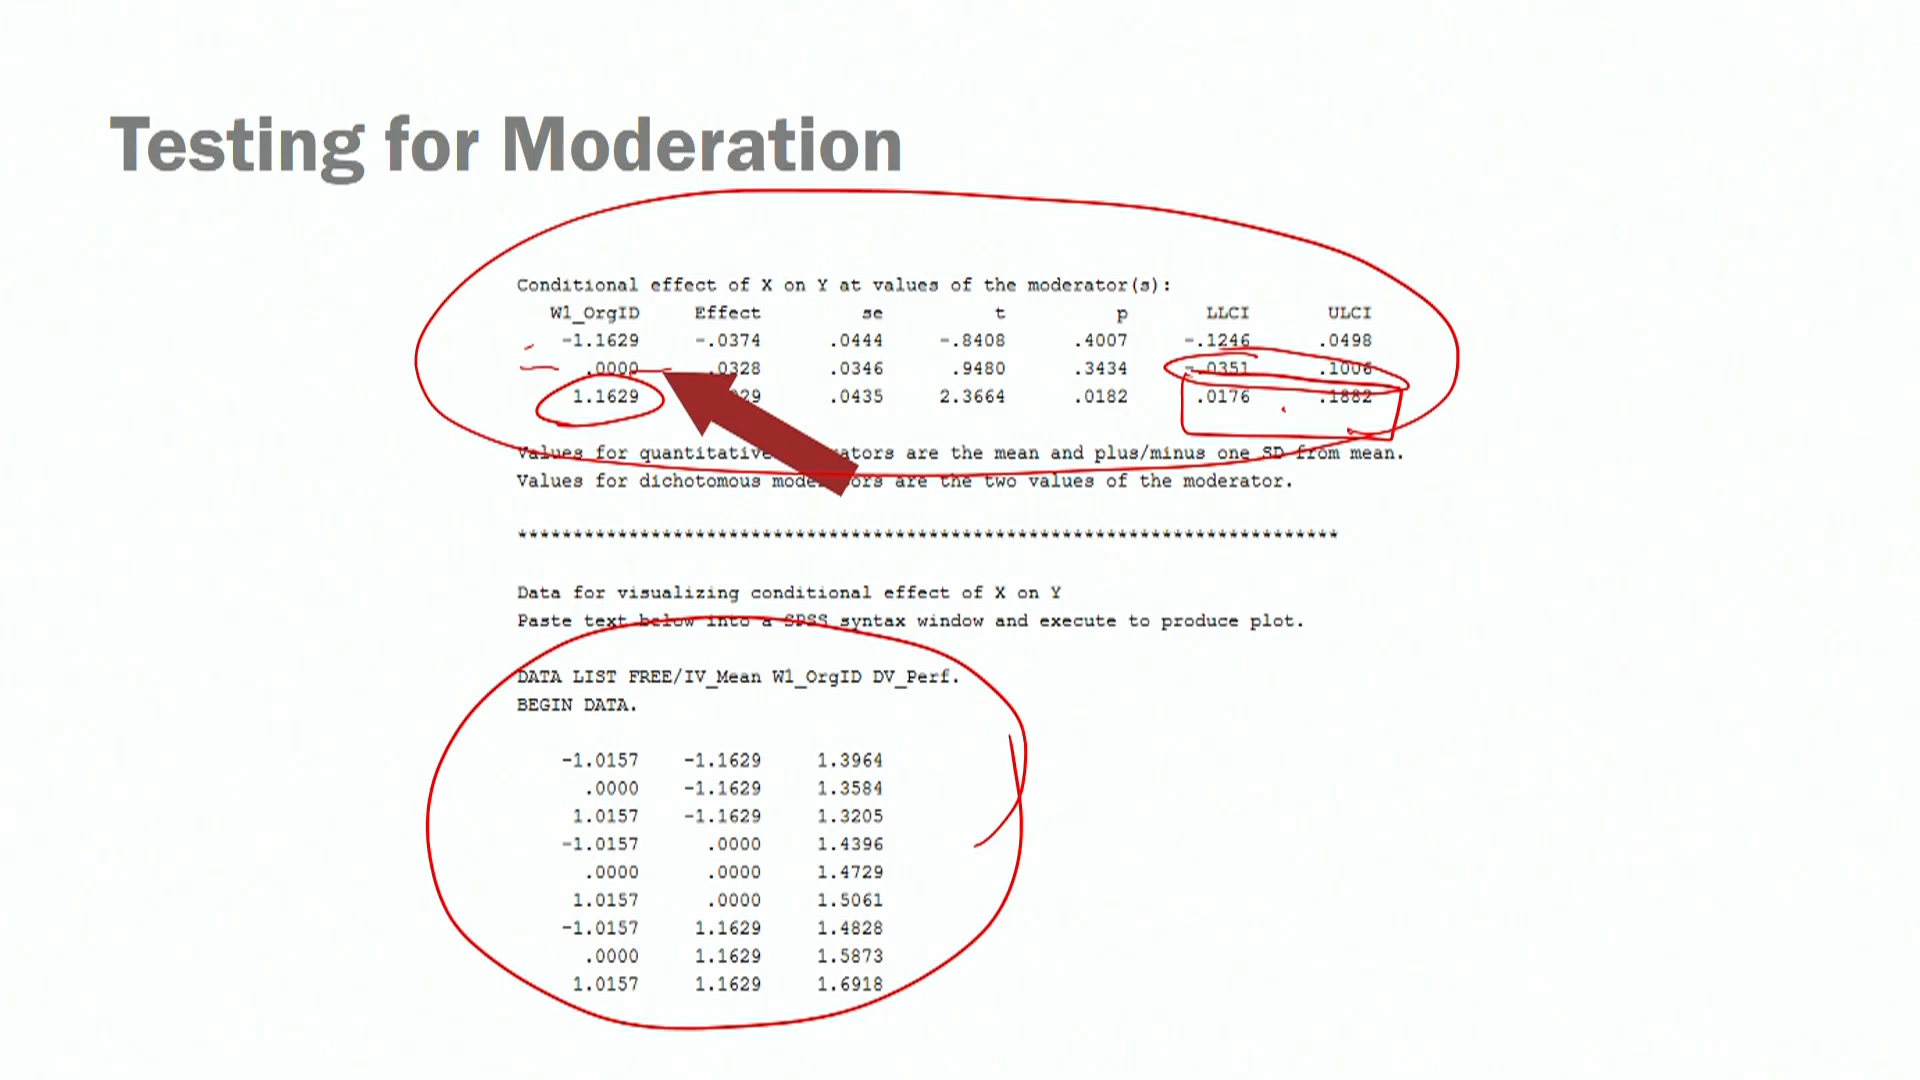 Testing for Moderation
Conditional effect of X on Y at values of the moderator(s):
W1_OrgID Effect se t p LLCI ULCI
-1.1629 -.0374 .0444 -.8408 .4007 -.1246 .0498
.0000 .0328 .0346 .9480 .3434 -.0351 .1006
1.1629 .0435 2.3664 .0182 .0176 .1882
Values for quantitative are the mean and plus/minus one SD from mean.
Values for dichotomous moderators are the two values of the moderator.
**************************************************************************
Data for visualizing conditional effect of X on Y
Paste text below into a SPSS syntax window and execute to produce plot.
DATA LIST FREE/IV_Mean W1_OrgID DV_Perf.
BEGIN DATA.
-1.0157 -1.1629 1.3964
.0000 -1.1629 1.3584
1.0157 -1.1629 1.3205
-1.0157 .0000 1.4396
.0000 .0000 1.4729
1.0157 .0000 1.5061
-1.0157 1.1629 1.4828
.0000 1.1629 1.5873
1.0157 1.1629 1.6918